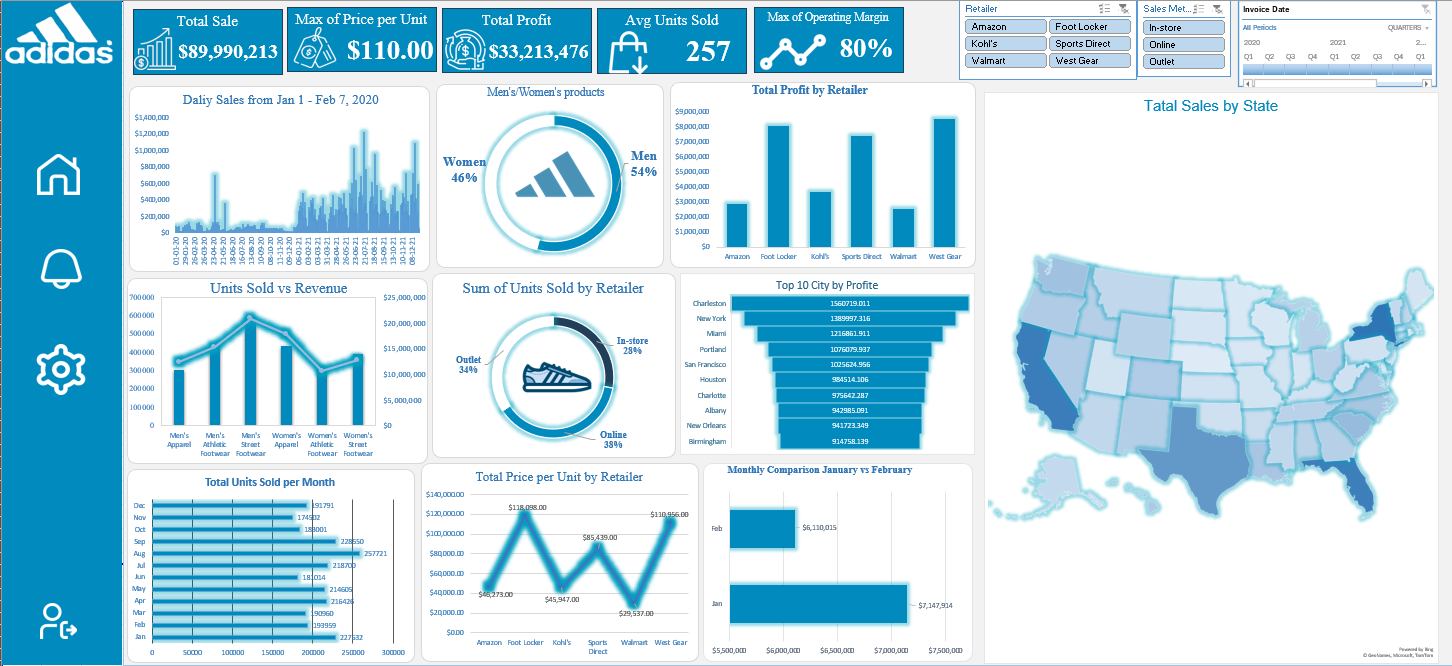 adidas
Total Sale
$89,990,213
Max of Price per Unit
$110.00
Total Profit
$33,213,476
Avg Units Sold
257
Max of Operating Margin
80%
Retailer
Amazon
Foot Locker
Kohl's
Sports Direct
Walmart
West Gear
Sales Met...
In-store
Online
Outlet
Invoice Date
All Periods
QUARTERS
2020
2021
2...
Q1 Q2 Q3 Q4 Q1 Q2 Q3 Q4 Q1
Daliy Sales from Jan 1 - Feb 7, 2020
$1,400,000
$1,200,000
$1,000,000
$800,000
$600,000
$400,000
$200,000
$0
Men's/Women's products
Women
46%
Men
54%
Total Profit by Retailer
$9,000,000
$8,000,000
$7,000,000
$6,000,000
$5,000,000
$4,000,000
$3,000,000
$2,000,000
$1,000,000
$0
Amazon Foot Locker Kohl's Sports Direct Walmart West Gear
Tatal Sales by State
Powered by Bing
© GeoNames, Microsoft, TomTom
Units Sold vs Revenue
700000
600000
500000
400000
300000
200000
100000
0
$25,000,000
$20,000,000
$15,000,000
$10,000,000
$5,000,000
$0
Men's Apparel
Men's Athletic Footwear
Men's Street Footwear
Women's Apparel
Women's Athletic Footwear
Women's Street Footwear
Sum of Units Sold by Retailer
Outlet
34%
In-store
28%
Online
38%
Top 10 City by Profite
Charleston 1560719.011
New York 1389997.316
Miami 1216861.911
Portland 1076079.937
San Francisco 1025624.956
Houston 984514.106
Charlotte 975642.287
Albany 942985.091
New Orleans 941723.349
Birmingham 914758.139
Total Units Sold per Month
Dec 191791
Nov
Oct
Sep 228550
Aug 257721
Jul
Jun
May 214605
Apr 216426
Mar 190960
Feb 193959
Jan
0 50000 100000 150000 200000 250000 300000
Total Price per Unit by Retailer
$140,000.00
$120,000.00
$100,000.00
$80,000.00
$60,000.00
$40,000.00
$20,000.00
$0.00
$46,273.00
$118,098.00
$45,947.00
$85,439.00
$29,537.00
$110,956.00
Amazon Foot Locker Kohl's Sports Direct Walmart West Gear
Monthly Comparison January vs February
Feb $6,110,015
Jan $7,147,914
$5,500,000 $6,000,000 $6,500,000 $7,000,000 $7,500,000